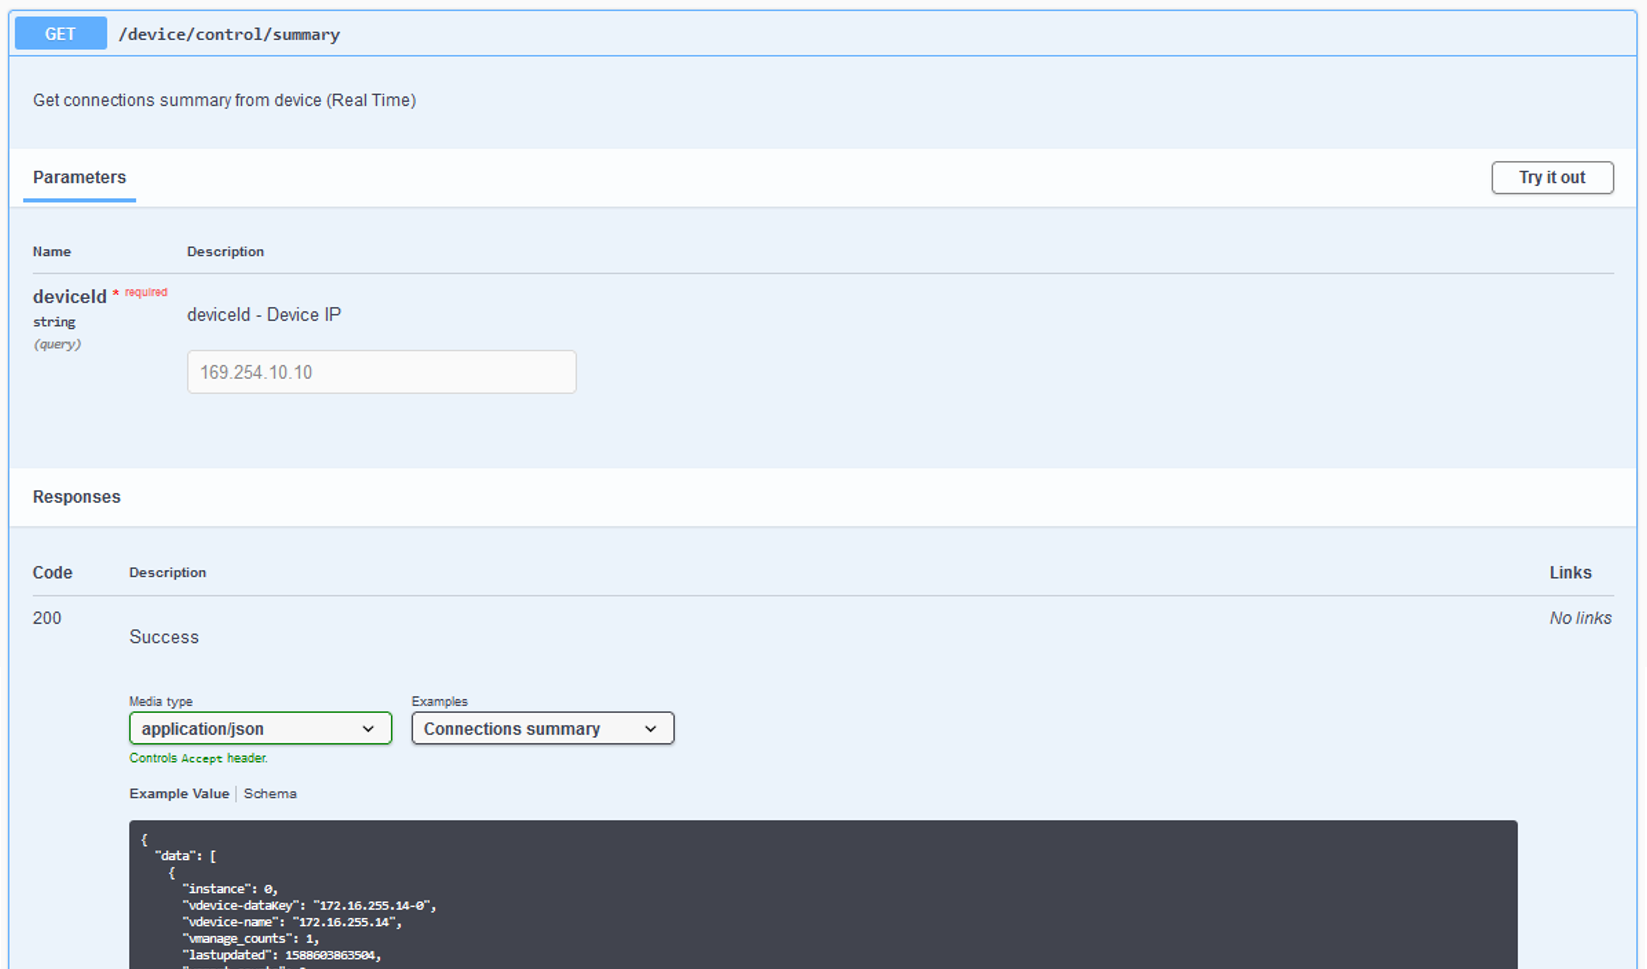 GET /device/control/summary
Get connections summary from device (Real Time)
Parameters
Try it out
Name Description
deviceId * required
string
(query)
deviceId - Device IP
169.254.10.10
Responses
Code Description Links
200 Success No links
Media type Examples
application/json Connections summary
Controls Accept header.
Example Value | Schema
{
"data": [
{
"instance": 0,
"vdevice-dataKey": "172.16.255.14-0",
"vdevice-name": "172.16.255.14",
"vmanage_counts": 1,
"lastupdated": 1588603863504,